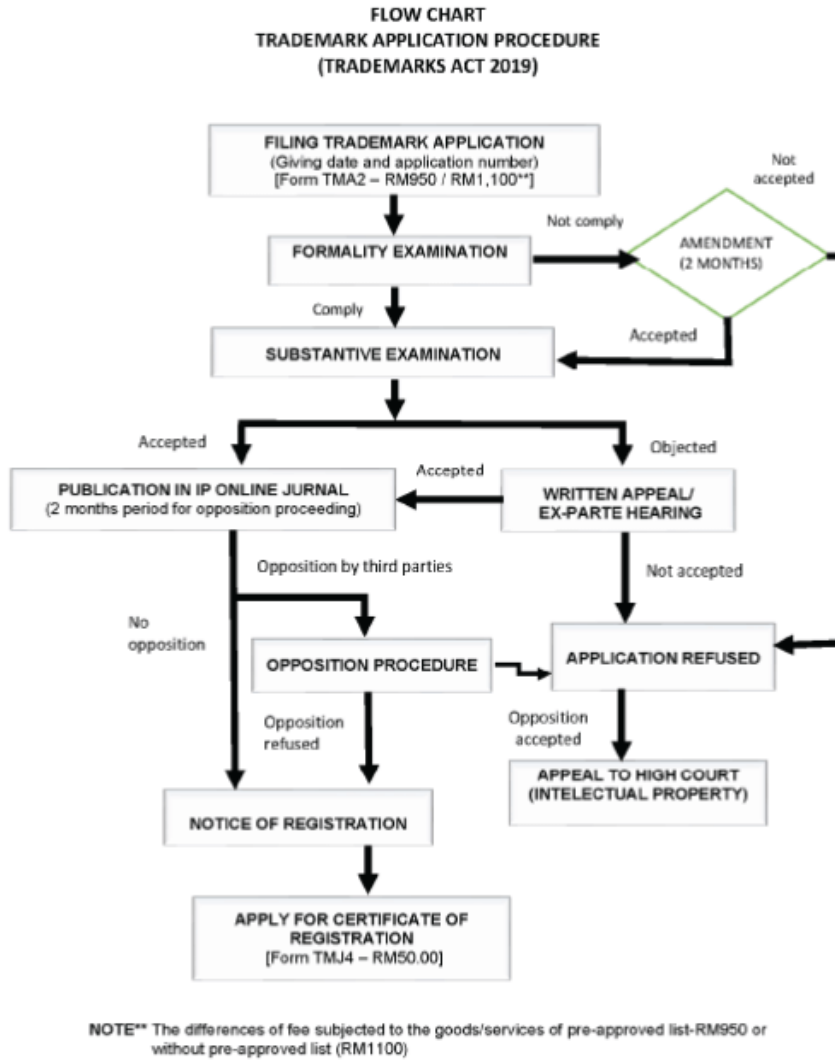 FLOW CHART
TRADEMARK APPLICATION PROCEDURE
(TRADEMARKS ACT 2019)
FILING TRADEMARK APPLICATION
(Giving date and application number)
[Form TMA2 – RM950 / RM1,100**]
Not
accepted
Not comply
AMENDMENT
(2 MONTHS)
FORMALITY EXAMINATION
Comply
Accepted
SUBSTANTIVE EXAMINATION
Accepted
Objected
PUBLICATION IN IP ONLINE JURNAL
(2 months period for opposition proceeding)
Accepted
WRITTEN APPEAL/
EX-PARTE HEARING
Opposition by third parties
Not accepted
No
opposition
OPPOSITION PROCEDURE
APPLICATION REFUSED
Opposition
refused
Opposition
accepted
APPEAL TO HIGH COURT
(INTELECTUAL PROPERTY)
NOTICE OF REGISTRATION
APPLY FOR CERTIFICATE OF
REGISTRATION
[Form TMJ4 – RM50.00]
NOTE** The differences of fee subjected to the goods/services of pre-approved list-RM950 or
without pre-approved list (RM1100)